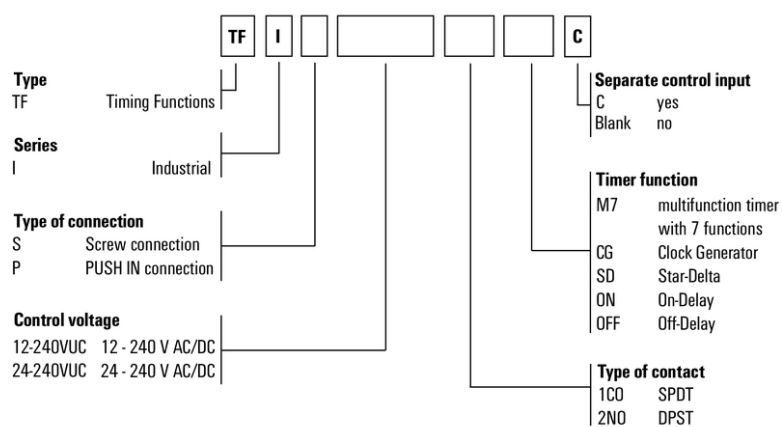 TF I C
Type
TF Timing Functions
Series
I Industrial
Type of connection
S Screw connection
P PUSH IN connection
Control voltage
12-240VUC 12 - 240 V AC/DC
24-240VUC 24 - 240 V AC/DC
Separate control input
C yes
Blank no
Timer function
M7 multifunction timer
with 7 functions
CG Clock Generator
SD Star-Delta
ON On-Delay
OFF Off-Delay
Type of contact
1CO SPDT
2NO DPST